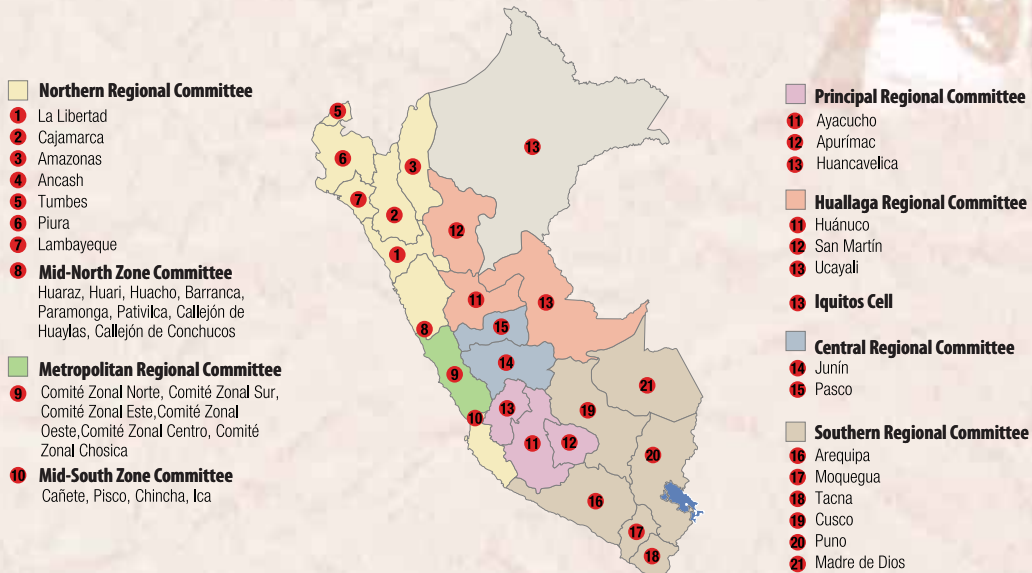 Northern Regional Committee
1 La Libertad
2 Cajamarca
3 Amazonas
4 Ancash
5 Tumbes
6 Piura
7 Lambayeque
8 Mid-North Zone Committee
Huaraz, Huari, Huacho, Barranca,
Paramonga, Pativilca, Callejón de
Huaylas, Callejón de Conchucos
Metropolitan Regional Committee
9 Comité Zonal Norte, Comité Zonal Sur,
Comité Zonal Este,Comité Zonal
Oeste,Comité Zonal Centro, Comité
Zonal Chosica
10 Mid-South Zone Committee
Cañete, Pisco, Chincha, Ica
5
6
3
13
7
2
12
1
11
13
8
15
14
9
21
13
19
10
11
12
20
16
17
18
Principal Regional Committee
11 Ayacucho
12 Apurímac
13 Huancavelica
Huallaga Regional Committee
11 Huánuco
12 San Martín
13 Ucayali
13 Iquitos Cell
Central Regional Committee
14 Junín
15 Pasco
Southern Regional Committee
16 Arequipa
17 Moquegua
18 Tacna
19 Cusco
20 Puno
21 Madre de Dios